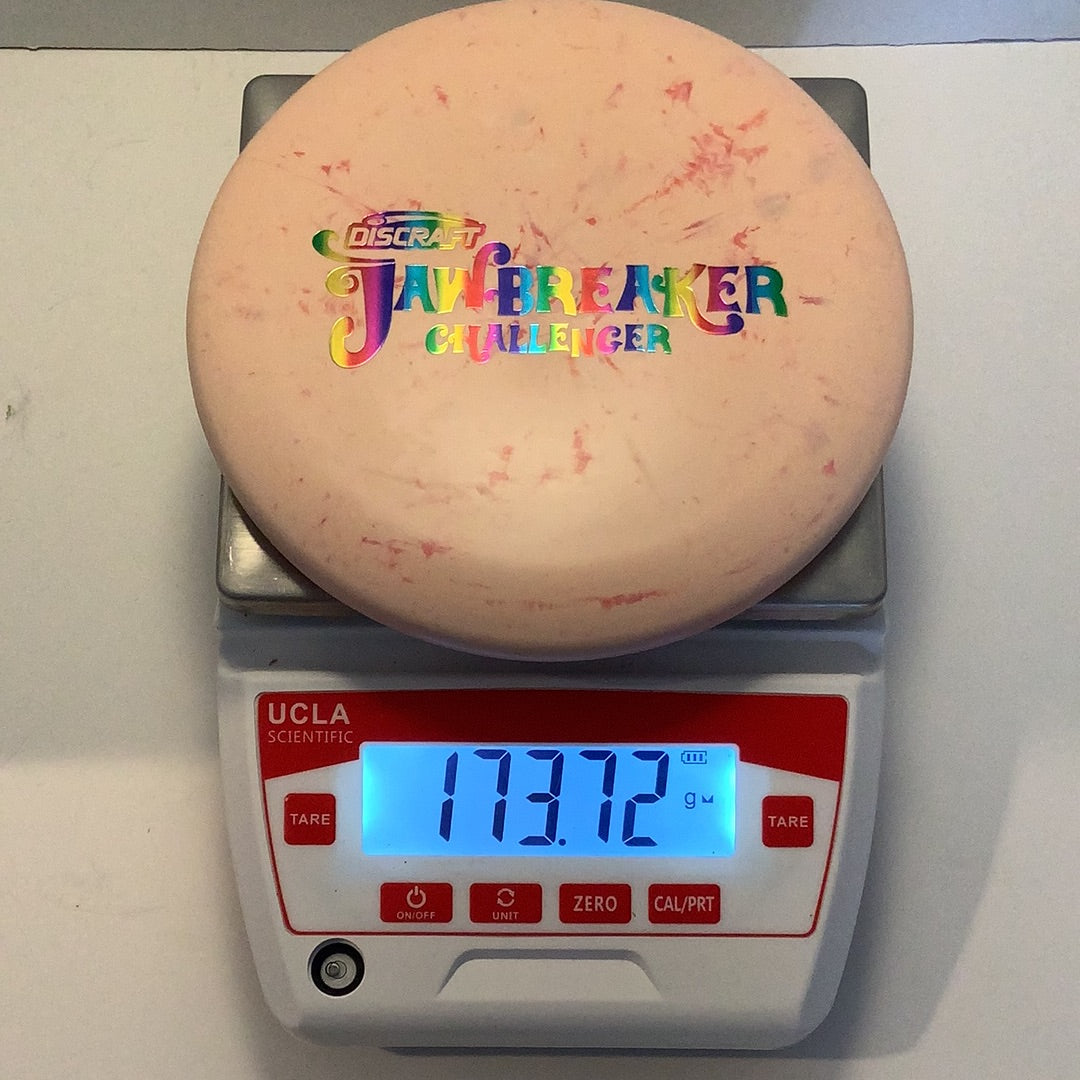 DISCRAFT
JAWBREAKER
CHALLENGER
UCLA
SCIENTIFIC
173.72
g
TARE
TARE
ON/OFF
UNIT
ZERO
CAL/PRT